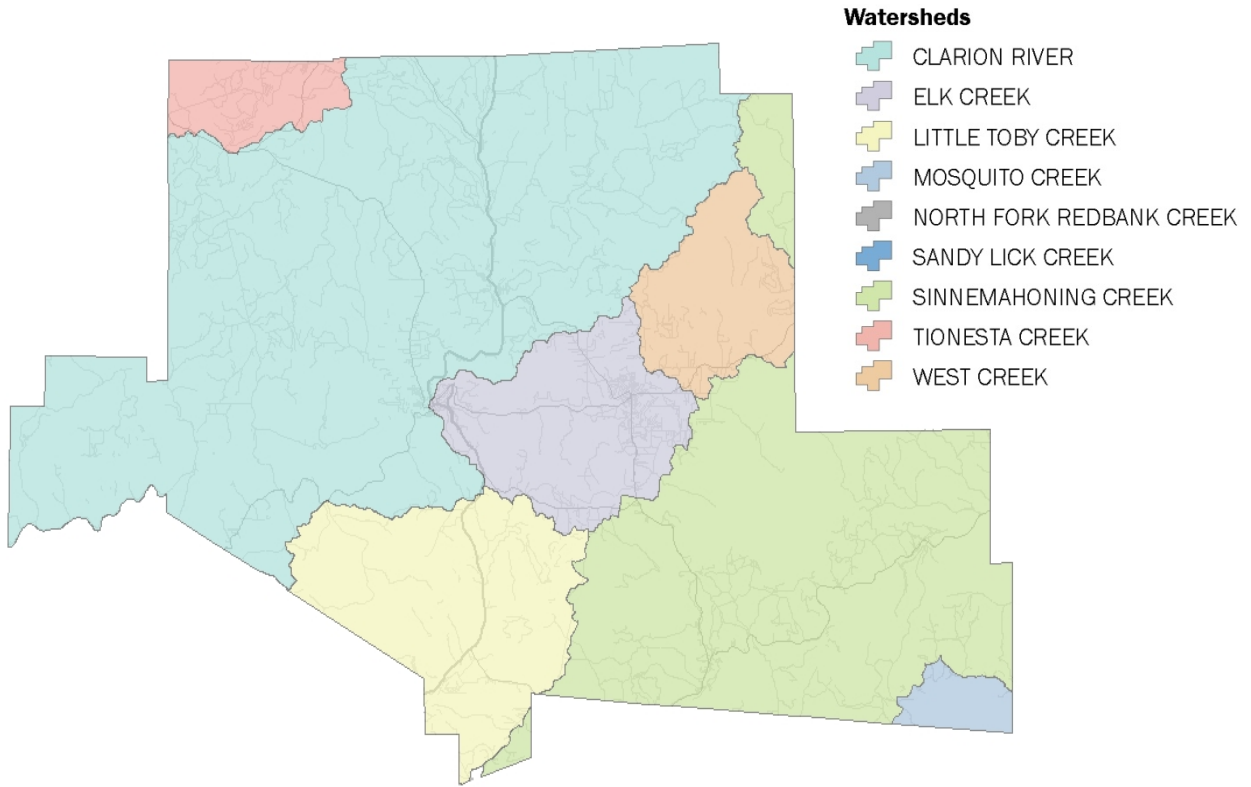 Watersheds
CLARION RIVER
ELK CREEK
LITTLE TOBY CREEK
MOSQUITO CREEK
NORTH FORK REDBANK CREEK
SANDY LICK CREEK
SINNEMAHONING CREEK
TIONESTA CREEK
WEST CREEK